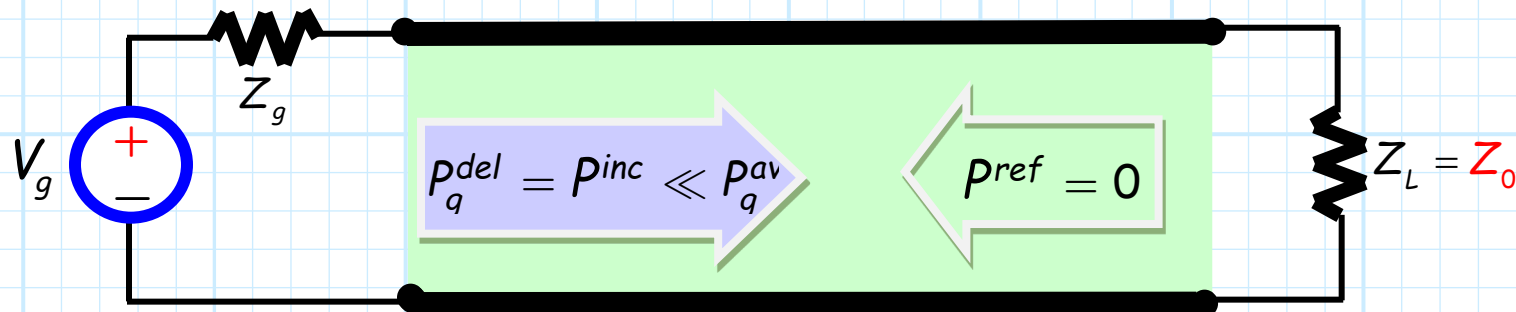 Z_g
V_g
+
−
P_g^{del} = P^{inc} ≪ P_g^{av}
P^{ref} = 0
Z_L = Z_0